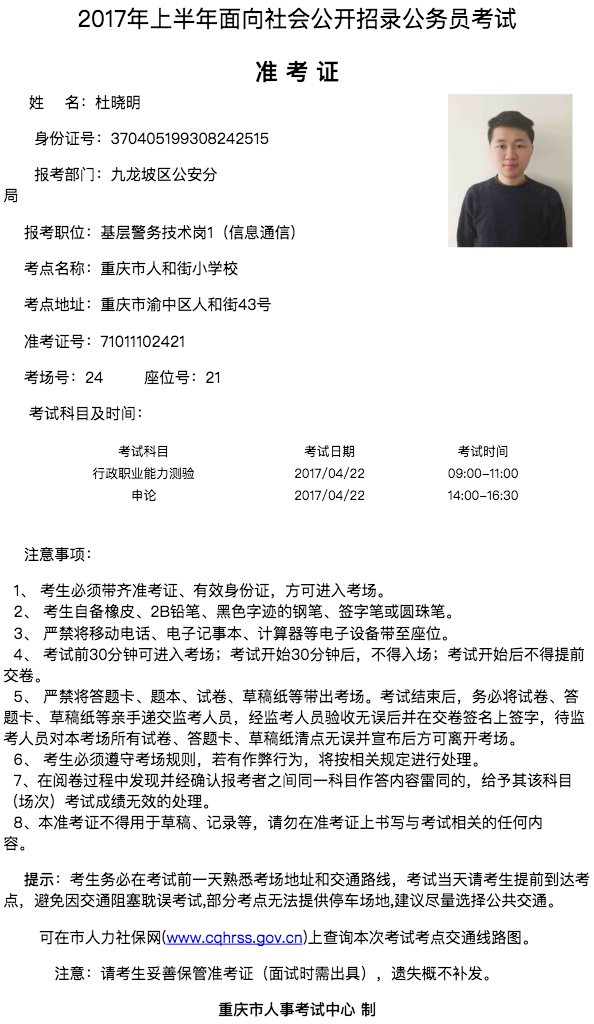 2017年上半年面向社会公开招录公务员考试
准 考 证
姓 名：杜晓明
身份证号：370405199308242515
报考部门：九龙坡区公安分
局
报考职位：基层警务技术岗1（信息通信）
考点名称：重庆市人和街小学校
考点地址：重庆市渝中区人和街43号
准考证号：71011102421
考场号：24 座位号：21
考试科目及时间：
考试科目 考试日期 考试时间
行政职业能力测验 2017/04/22 09:00-11:00
申论 2017/04/22 14:00-16:30
注意事项：
1、 考生必须带齐准考证、有效身份证，方可进入考场。
2、 考生自备橡皮、2B铅笔、黑色字迹的钢笔、签字笔或圆珠笔。
3、 严禁将移动电话、电子记事本、计算器等电子设备带至座位。
4、 考试前30分钟可进入考场；考试开始30分钟后，不得入场；考试开始后不得提前
交卷。
5、 严禁将答题卡、题本、试卷、草稿纸等带出考场。考试结束后，务必将试卷、答
题卡、草稿纸等亲手递交监考人员，经监考人员验收无误后并在交卷签名上签字，待监
考人员对本考场所有试卷、答题卡、草稿纸清点无误并宣布后方可离开考场。
6、 考生必须遵守考场规则，若有作弊行为，将按相关规定进行处理。
7、在阅卷过程中发现并经确认报考者之间同一科目作答内容雷同的，给予其该科目
（场次）考试成绩无效的处理。
8、本准考证不得用于草稿、记录等，请勿在准考证上书写与考试相关的任何内
容。
提示：考生务必在考试前一天熟悉考场地址和交通路线，考试当天请考生提前到达考
点，避免因交通阻塞耽误考试,部分考点无法提供停车场地,建议尽量选择公共交通。
可在市人力社保网(www.cqhrss.gov.cn)上查询本次考试考点交通线路图。
注意：请考生妥善保管准考证（面试时需出具），遗失概不补发。
重庆市人事考试中心 制